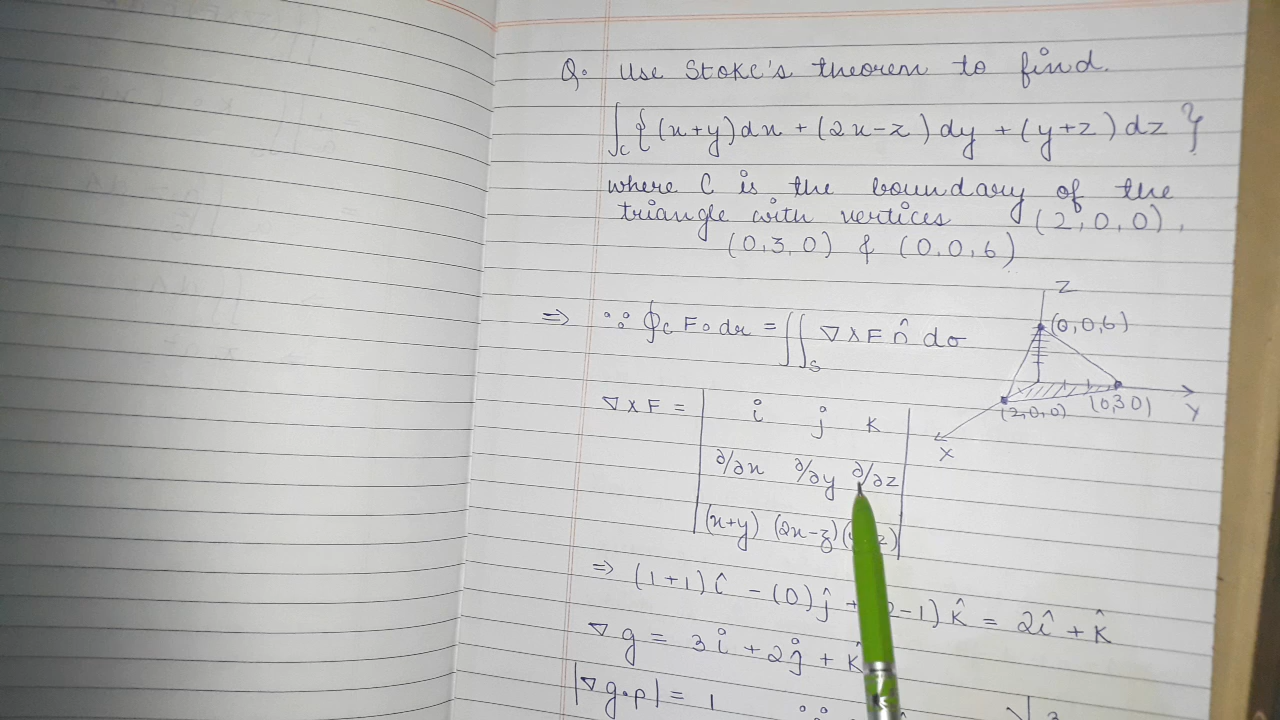 Q. Use Stoke's theorem to find.
∫c {(x+y)dx + (2x-z)dy + (y+z)dz}
where C is the boundary of the
triangle with vertices (2,0,0),
(0,3,0) & (0,0,6)
Z
(0,0,6)
⇒ ∵ ∮c F∘dr = ∬s ∇×F n̂ dσ
(2,0,0) (0,3 0)
Y
X
∇×F = | i j k |
∂/∂x ∂/∂y ∂/∂z
(x+y) (2x-z)
⇒ (1+1)î - (0)ĵ + -1)k̂ = 2î + k̂
∇g = 3i + 2j + k̂
|∇g∘p| = 1